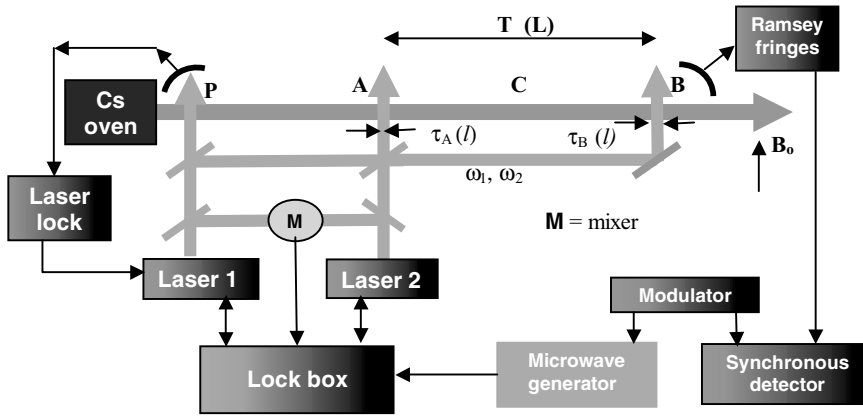 T (L)
Ramsey
fringes
P
A
C
B
Cs
oven
τA(l)
τB(l)
Bo
ω1, ω2
Laser
lock
M
M = mixer
Laser 1
Laser 2
Modulator
Lock box
Microwave
generator
Synchronous
detector